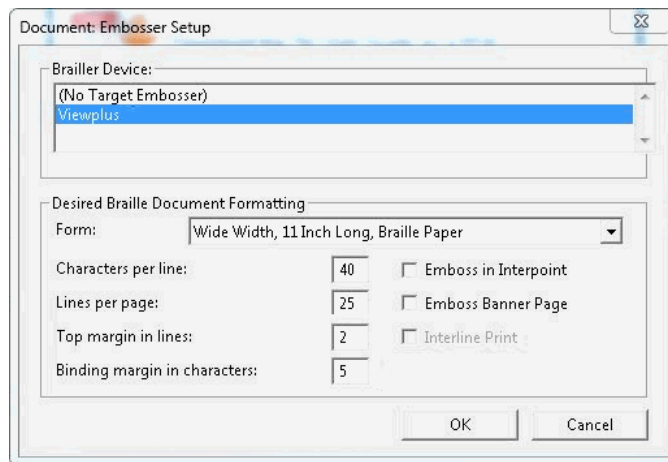 Document: Embosser Setup
Brailler Device:
(No Target Embosser)
Viewplus
Desired Braille Document Formatting
Form: Wide Width, 11 Inch Long, Braille Paper
Characters per line: 40 Emboss in Interpoint
Lines per page: 25 Emboss Banner Page
Top margin in lines: 2 Interline Print
Binding margin in characters: 5
OK Cancel